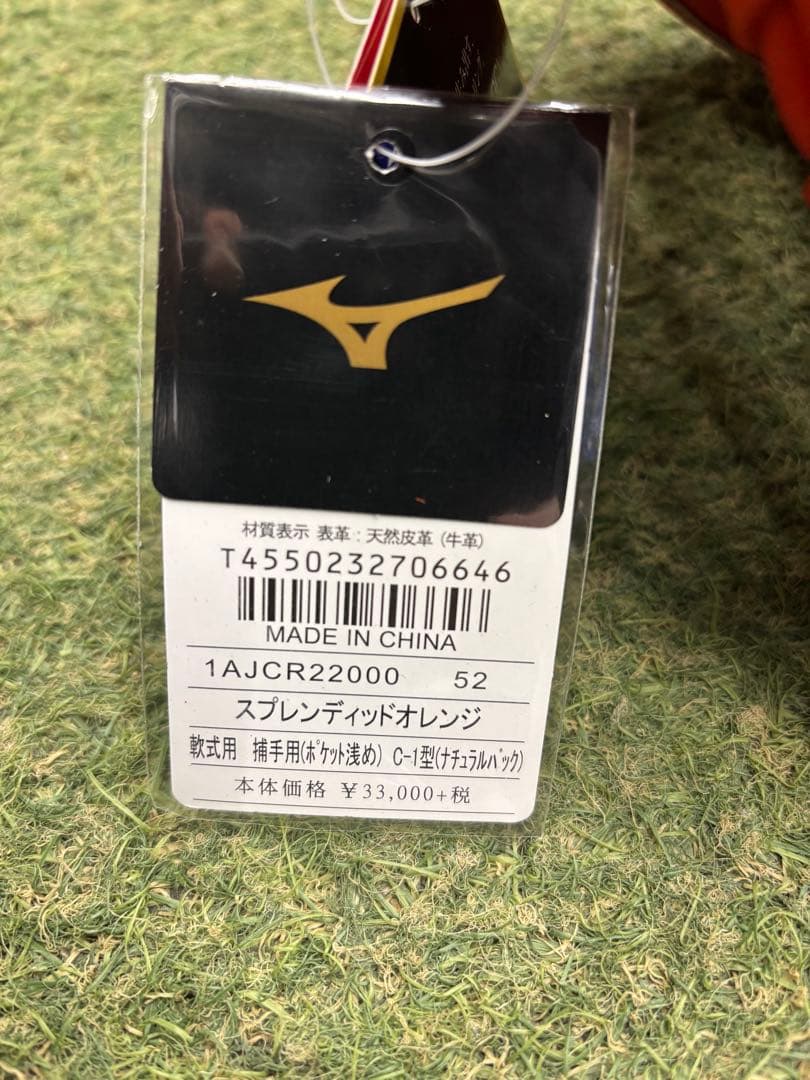 材質表示 表革 : 天然皮革 (牛革)
T4550232706646
MADE IN CHINA
1AJCR22000 52
スプレンディッドオレンジ
軟式用 捕手用(ﾎﾟｹｯﾄ浅め) C-1型(ﾅﾁｭﾗﾙﾊﾞｯｸ)
本体価格 ¥33,000+税